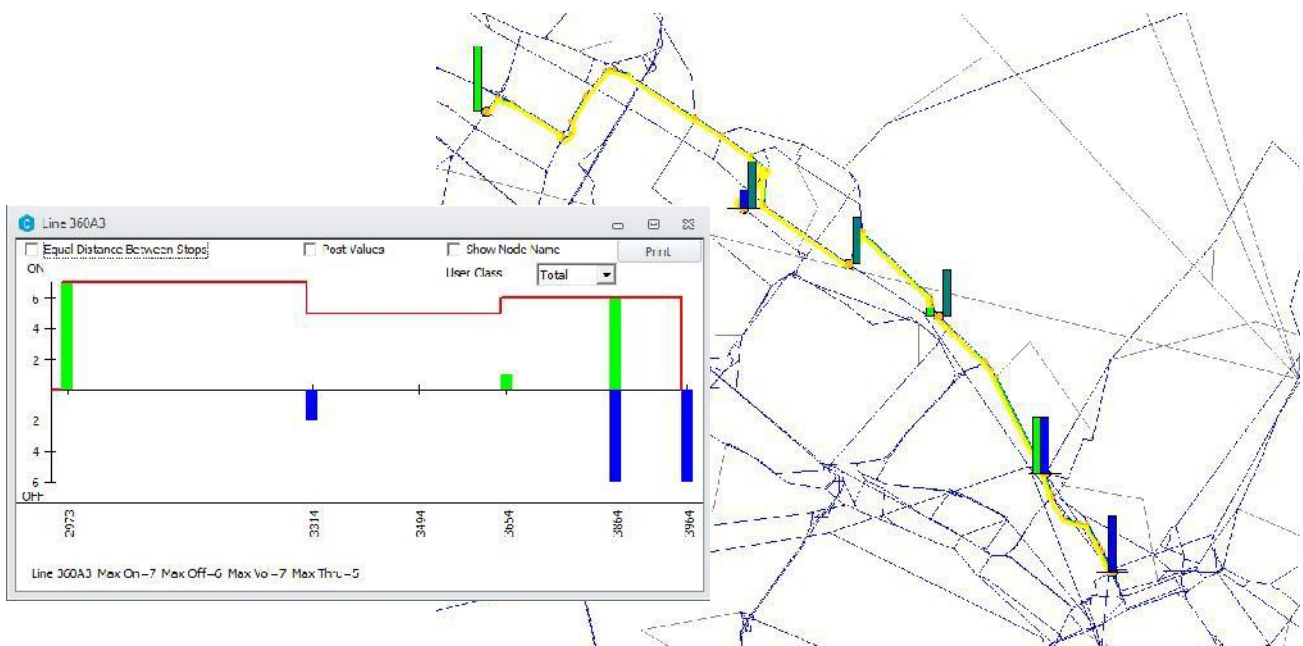 Line 360A3
Equal Distance Between Stops
Post Values
Show Node Name
Print
ON
User Class
Total
6
4
2
2
4
6
OFF
2973
3314
3494
3654
3864
3964
Line 360A3 Max On=7 Max Off=6 Max Vol=7 Max Thru=5